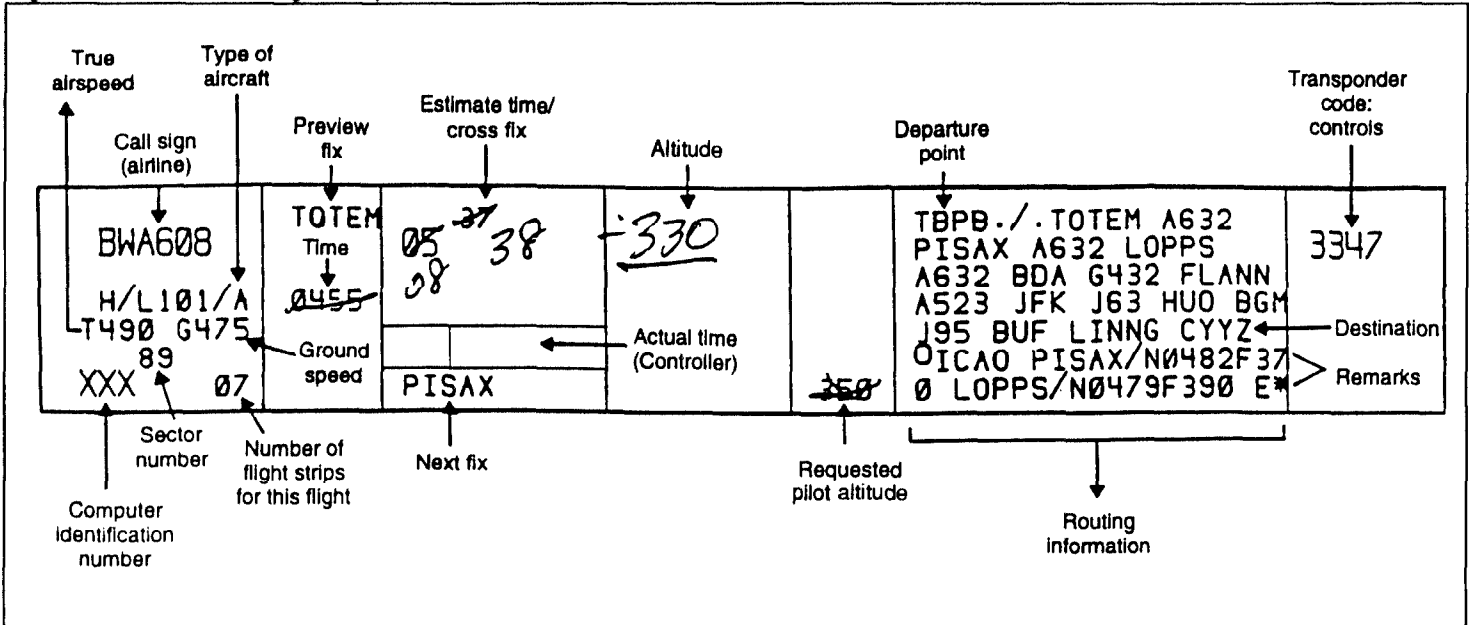 True
airspeed
Type of
aircraft
Call sign
(airline)
Preview
fix
Estimate time/
cross fix
Altitude
Departure
point
Transponder
code:
controls
BWA608
H/L101/A
T490 G475
89
XXX 07
Ground
speed
Sector
number
Number of
flight strips
for this flight
Computer
identification
number
TOTEM
Time
0455
05 37 38
08
PISAX
Next fix
Actual time
(Controller)
330
350
Requested
pilot altitude
TBPB./.TOTEM A632
PISAX A632 LOPPS
A632 BDA G432 FLANN
A523 JFK J63 HUO BGM
J95 BUF LINNG CYYZ
OICAO PISAX/N0482F37
0 LOPPS/N0479F390 E*
Destination
Remarks
Routing
information
3347